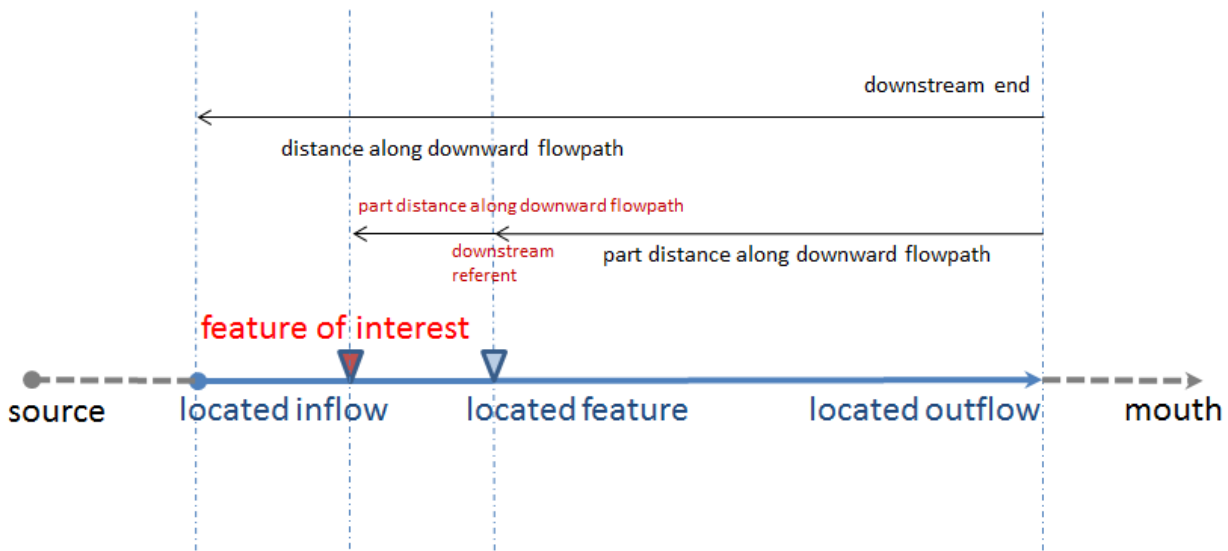 downstream end
distance along downward flowpath
part distance along downward flowpath
downstream
referent
part distance along downward flowpath
feature of interest
source
located inflow
located feature
located outflow
mouth